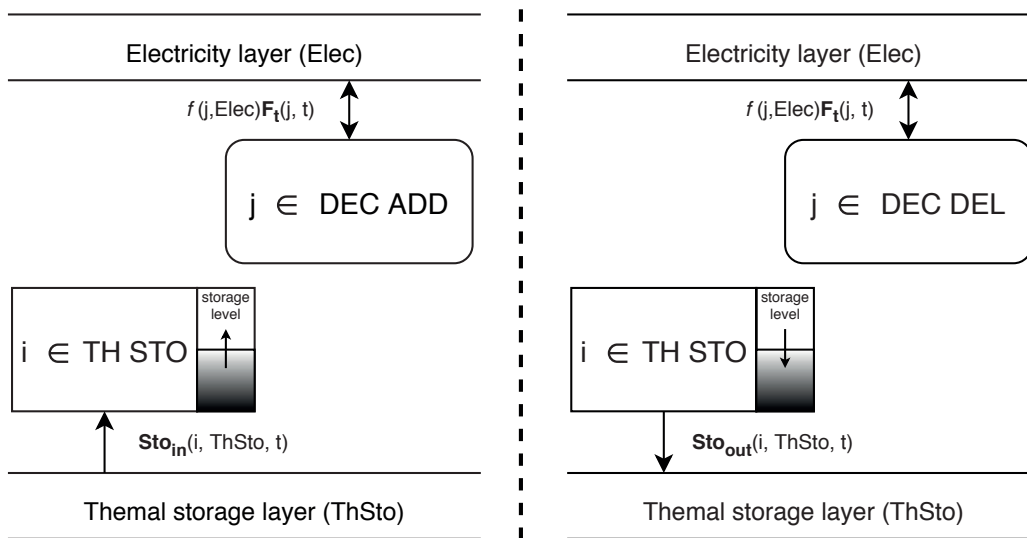 Electricity layer (Elec)
f (j,Elec)Ft(j, t)
j ∈ DEC ADD
storage
level
i ∈ TH STO
Stoin(i, ThSto, t)
Themal storage layer (ThSto)
Electricity layer (Elec)
f (j,Elec)Ft(j, t)
j ∈ DEC DEL
storage
level
i ∈ TH STO
Stoout(i, ThSto, t)
Themal storage layer (ThSto)